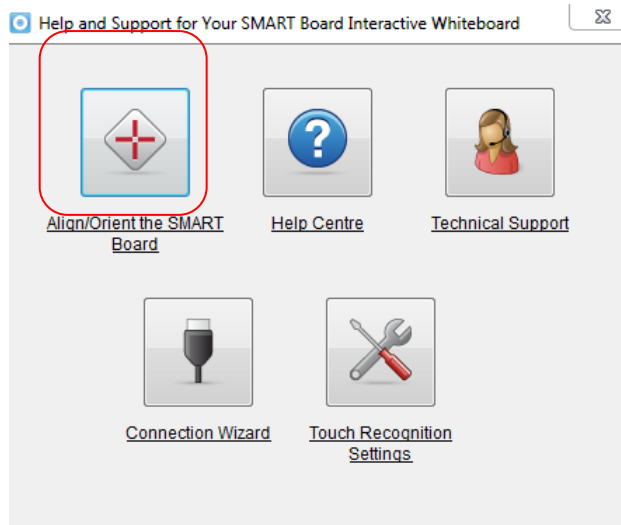 Help and Support for Your SMART Board Interactive Whiteboard
Align/Orient the SMART
Board
Help Centre
Technical Support
Connection Wizard
Touch Recognition
Settings